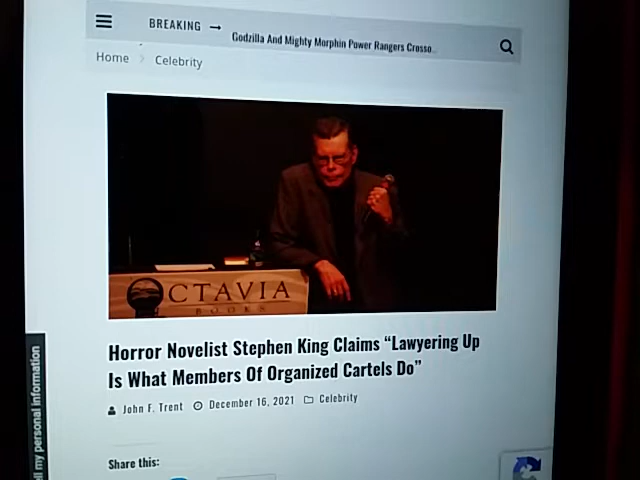 BREAKING → Godzilla And Mighty Morphin Power Rangers Crosso...
Home > Celebrity
OCTAVIA
BOOKS
Horror Novelist Stephen King Claims “Lawyering Up
Is What Members Of Organized Cartels Do”
John F. Trent December 16, 2021 Celebrity
Share this:
ll my personal information